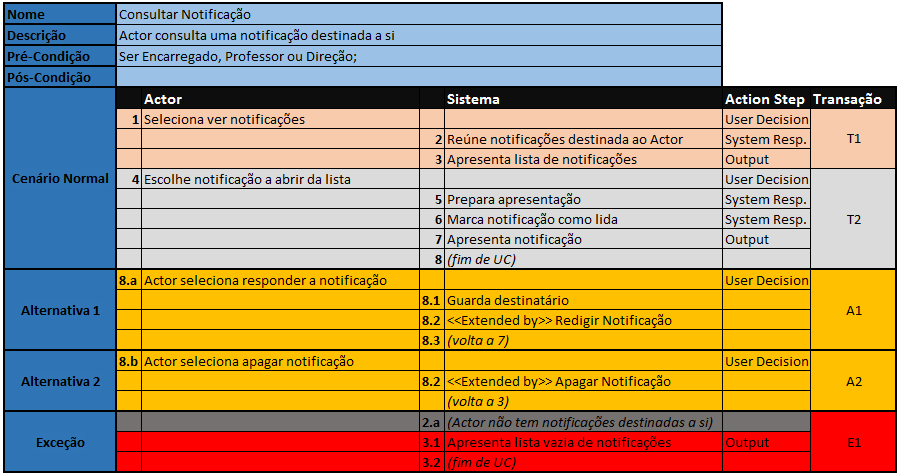 Nome Consultar Notificação
Descrição Actor consulta uma notificação destinada a si
Pré-Condição Ser Encarregado, Professor ou Direção;
Pós-Condição
Actor Sistema Action Step Transação
Cenário Normal
1 Seleciona ver notificações User Decision
2 Reúne notificações destinada ao Actor System Resp. T1
3 Apresenta lista de notificações Output
4 Escolhe notificação a abrir da lista User Decision
5 Prepara apresentação System Resp.
6 Marca notificação como lida System Resp. T2
7 Apresenta notificação Output
8 (fim de UC)
Alternativa 1
8.a Actor seleciona responder a notificação User Decision
8.1 Guarda destinatário A1
8.2 <<Extended by>> Redigir Notificação
8.3 (volta a 7)
Alternativa 2
8.b Actor seleciona apagar notificação User Decision
8.2 <<Extended by>> Apagar Notificação A2
(volta a 3)
Exceção
2.a (Actor não tem notificações destinadas a si)
3.1 Apresenta lista vazia de notificações Output E1
3.2 (fim de UC)